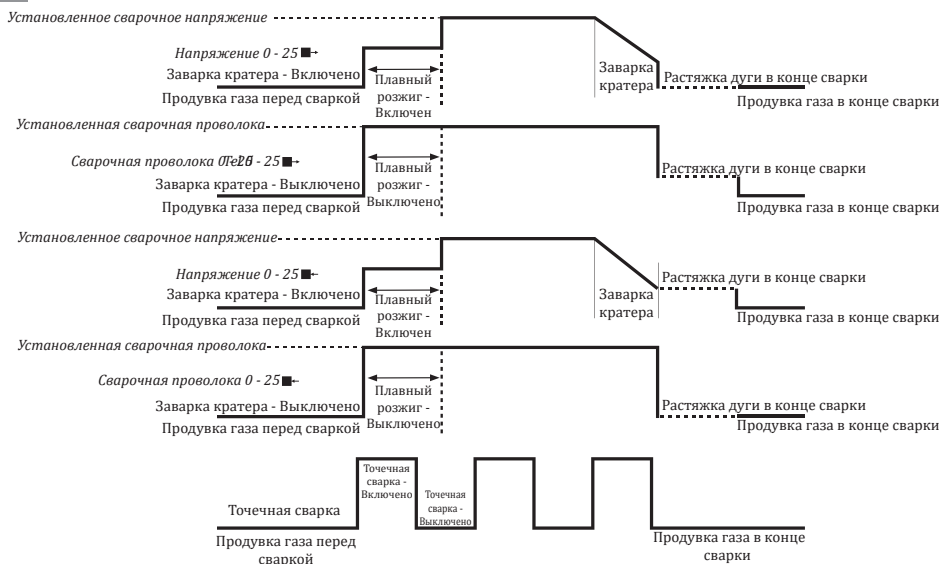 Установленное сварочное напряжение
Напряжение 0 - 25
Заварка кратера - Включено
Продувка газа перед сваркой
Плавный
розжиг -
Включен
Заварка
кратера
Растяжка дуги в конце сварки
Продувка газа в конце сварки
Установленная сварочная проволока
Сварочная проволока 0 - 25
Заварка кратера - Выключено
Продувка газа перед сваркой
Плавный
розжиг -
Выключено
Растяжка дуги в конце сварки
Продувка газа в конце сварки
Установленное сварочное напряжение
Напряжение 0 - 25
Заварка кратера - Включено
Продувка газа перед сваркой
Плавный
розжиг -
Включен
Заварка
кратера
Растяжка дуги в конце сварки
Продувка газа в конце сварки
Установленная сварочная проволока
Сварочная проволока 0 - 25
Заварка кратера - Выключено
Продувка газа перед сваркой
Плавный
розжиг -
Выключено
Растяжка дуги в конце сварки
Продувка газа в конце сварки
Точечная сварка
Точечная
сварка -
Включено
Точечная
сварка -
Выключено
Продувка газа перед
сваркой
Продувка газа в конце
сварки